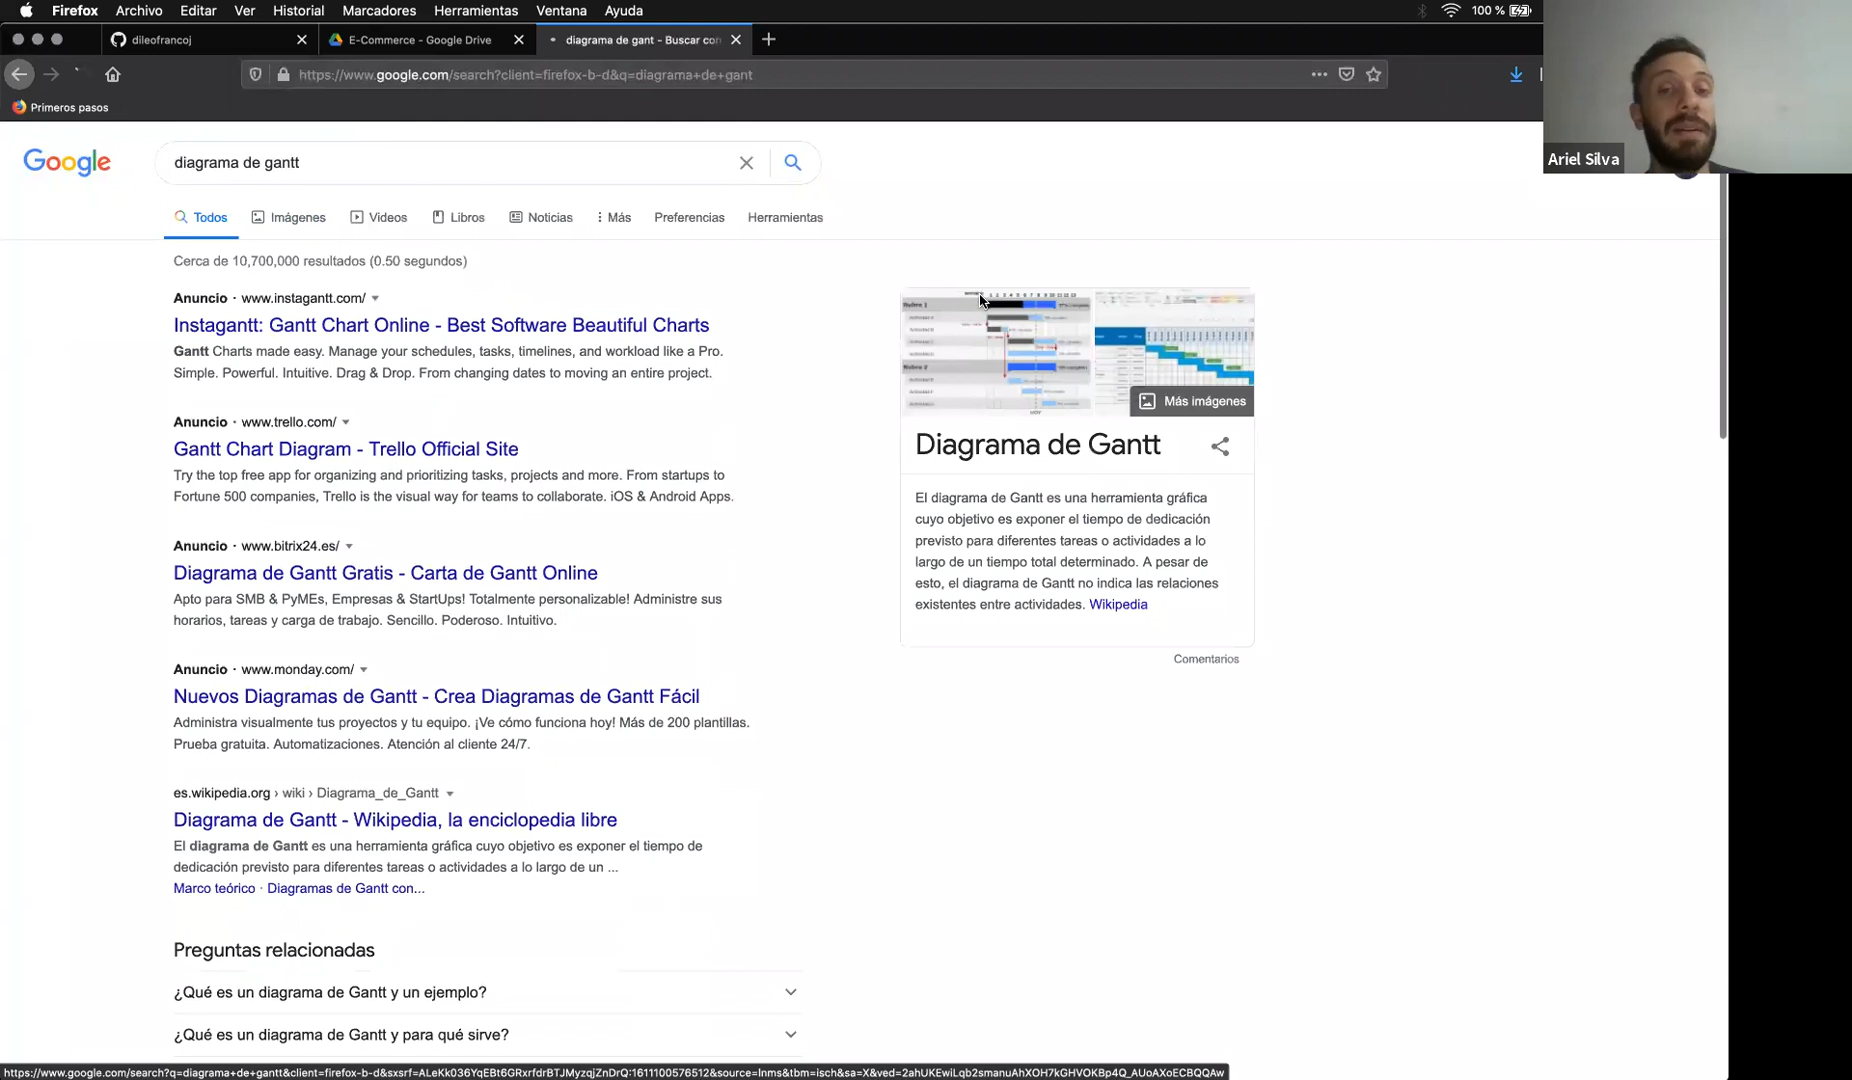 Firefox Archivo Editar Ver Historial Marcadores Herramientas Ventana Ayuda 100 %
dileofrancoj E-Commerce - Google Drive diagrama de gant - Buscar con
https://www.google.com/search?client=firefox-b-d&q=diagrama+de+gant
Primeros pasos
Ariel Silva
Google diagrama de gantt
Todos Imágenes Videos Libros Noticias Más Preferencias Herramientas
Cerca de 10,700,000 resultados (0.50 segundos)
Anuncio · www.instagantt.com/
Instagantt: Gantt Chart Online - Best Software Beautiful Charts
Gantt Charts made easy. Manage your schedules, tasks, timelines, and workload like a Pro.
Simple. Powerful. Intuitive. Drag & Drop. From changing dates to moving an entire project.
Anuncio · www.trello.com/
Gantt Chart Diagram - Trello Official Site
Try the top free app for organizing and prioritizing tasks, projects and more. From startups to
Fortune 500 companies, Trello is the visual way for teams to collaborate. iOS & Android Apps.
Anuncio · www.bitrix24.es/
Diagrama de Gantt Gratis - Carta de Gantt Online
Apto para SMB & PyMEs, Empresas & StartUps! Totalmente personalizable! Administre sus
horarios, tareas y carga de trabajo. Sencillo. Poderoso. Intuitivo.
Anuncio · www.monday.com/
Nuevos Diagramas de Gantt - Crea Diagramas de Gantt Fácil
Administra visualmente tus proyectos y tu equipo. ¡Ve cómo funciona hoy! Más de 200 plantillas.
Prueba gratuita. Automatizaciones. Atención al cliente 24/7.
es.wikipedia.org › wiki › Diagrama_de_Gantt
Diagrama de Gantt - Wikipedia, la enciclopedia libre
El diagrama de Gantt es una herramienta gráfica cuyo objetivo es exponer el tiempo de
dedicación previsto para diferentes tareas o actividades a lo largo de un ...
Marco teórico · Diagramas de Gantt con...
Preguntas relacionadas
¿Qué es un diagrama de Gantt y un ejemplo?
¿Qué es un diagrama de Gantt y para qué sirve?
Más imágenes
Diagrama de Gantt
El diagrama de Gantt es una herramienta gráfica
cuyo objetivo es exponer el tiempo de dedicación
previsto para diferentes tareas o actividades a lo
largo de un tiempo total determinado. A pesar de
esto, el diagrama de Gantt no indica las relaciones
existentes entre actividades. Wikipedia
Comentarios